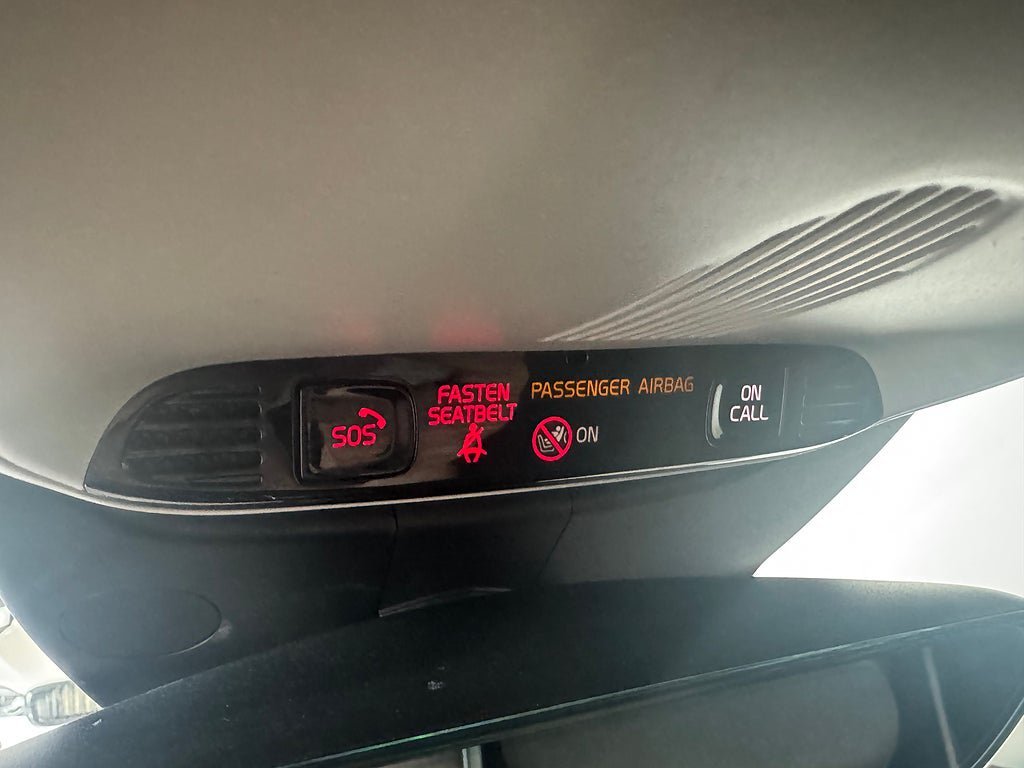 SOS
FASTEN
SEATBELT
PASSENGER AIRBAG
ON
ON
CALL